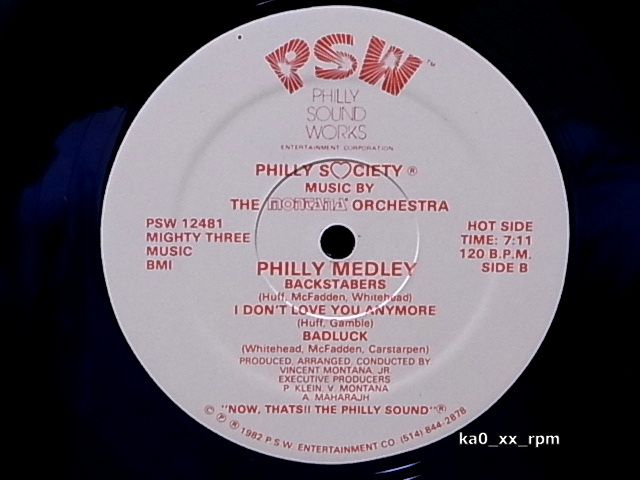 PSW™
PHILLY
SOUND
WORKS
ENTERTAINMENT CORPORATION
PHILLY S♡CIETY ®
MUSIC BY
THE MONTANA ORCHESTRA
PSW 12481
MIGHTY THREE
MUSIC
BMI
HOT SIDE
TIME: 7:11
120 B.P.M.
SIDE B
PHILLY MEDLEY
BACKSTABERS
(Huff, McFadden, Whitehead)
I DON'T LOVE YOU ANYMORE
(Huff, Gamble)
BADLUCK
(Whitehead, McFadden, Carstarpen)
PRODUCED, ARRANGED, CONDUCTED BY
VINCENT MONTANA, JR.
EXECUTIVE PRODUCERS
P. KLEIN, V. MONTANA
A. MAHARAJH
"NOW, THATS!! THE PHILLY SOUND"®
© ℗ 1982 P.S.W. ENTERTAINMENT CO. (514) 844-2878
ka0_xx_rpm